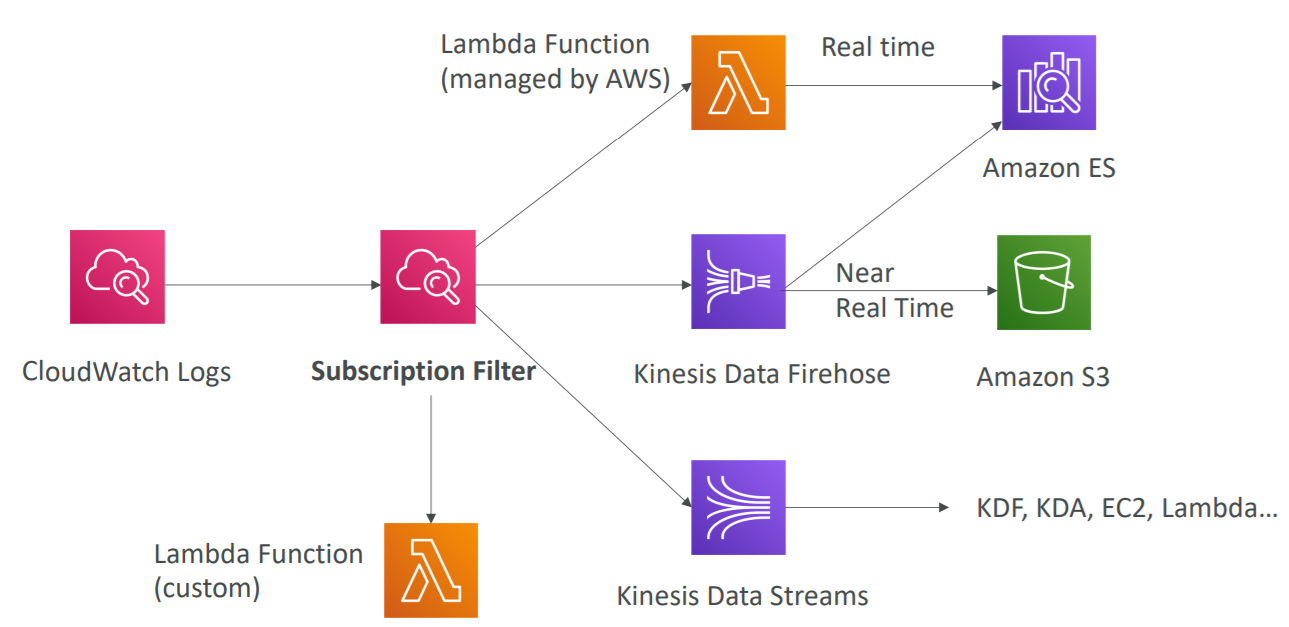 Lambda Function
(managed by AWS)
Real time
Amazon ES
CloudWatch Logs
Subscription Filter
Kinesis Data Firehose
Near
Real Time
Amazon S3
Lambda Function
(custom)
Kinesis Data Streams
KDF, KDA, EC2, Lambda...